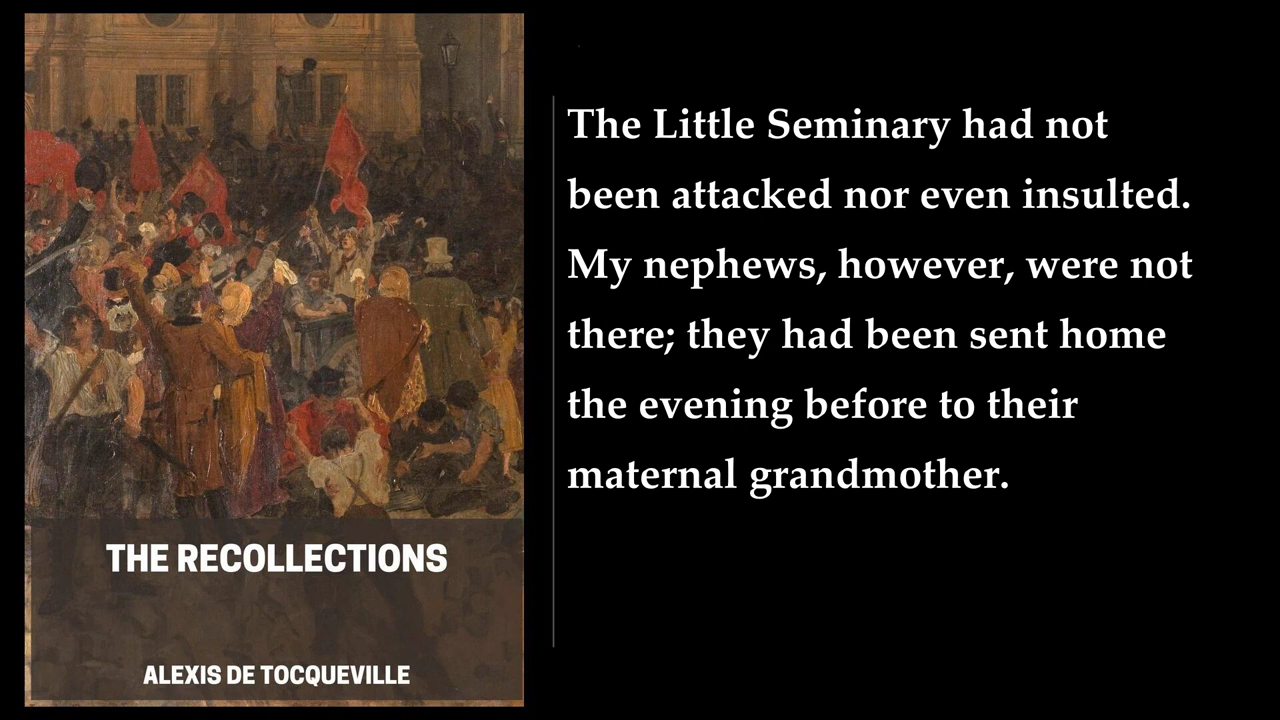 The Little Seminary had not
been attacked nor even insulted.
My nephews, however, were not
there; they had been sent home
the evening before to their
maternal grandmother.
THE RECOLLECTIONS
ALEXIS DE TOCQUEVILLE